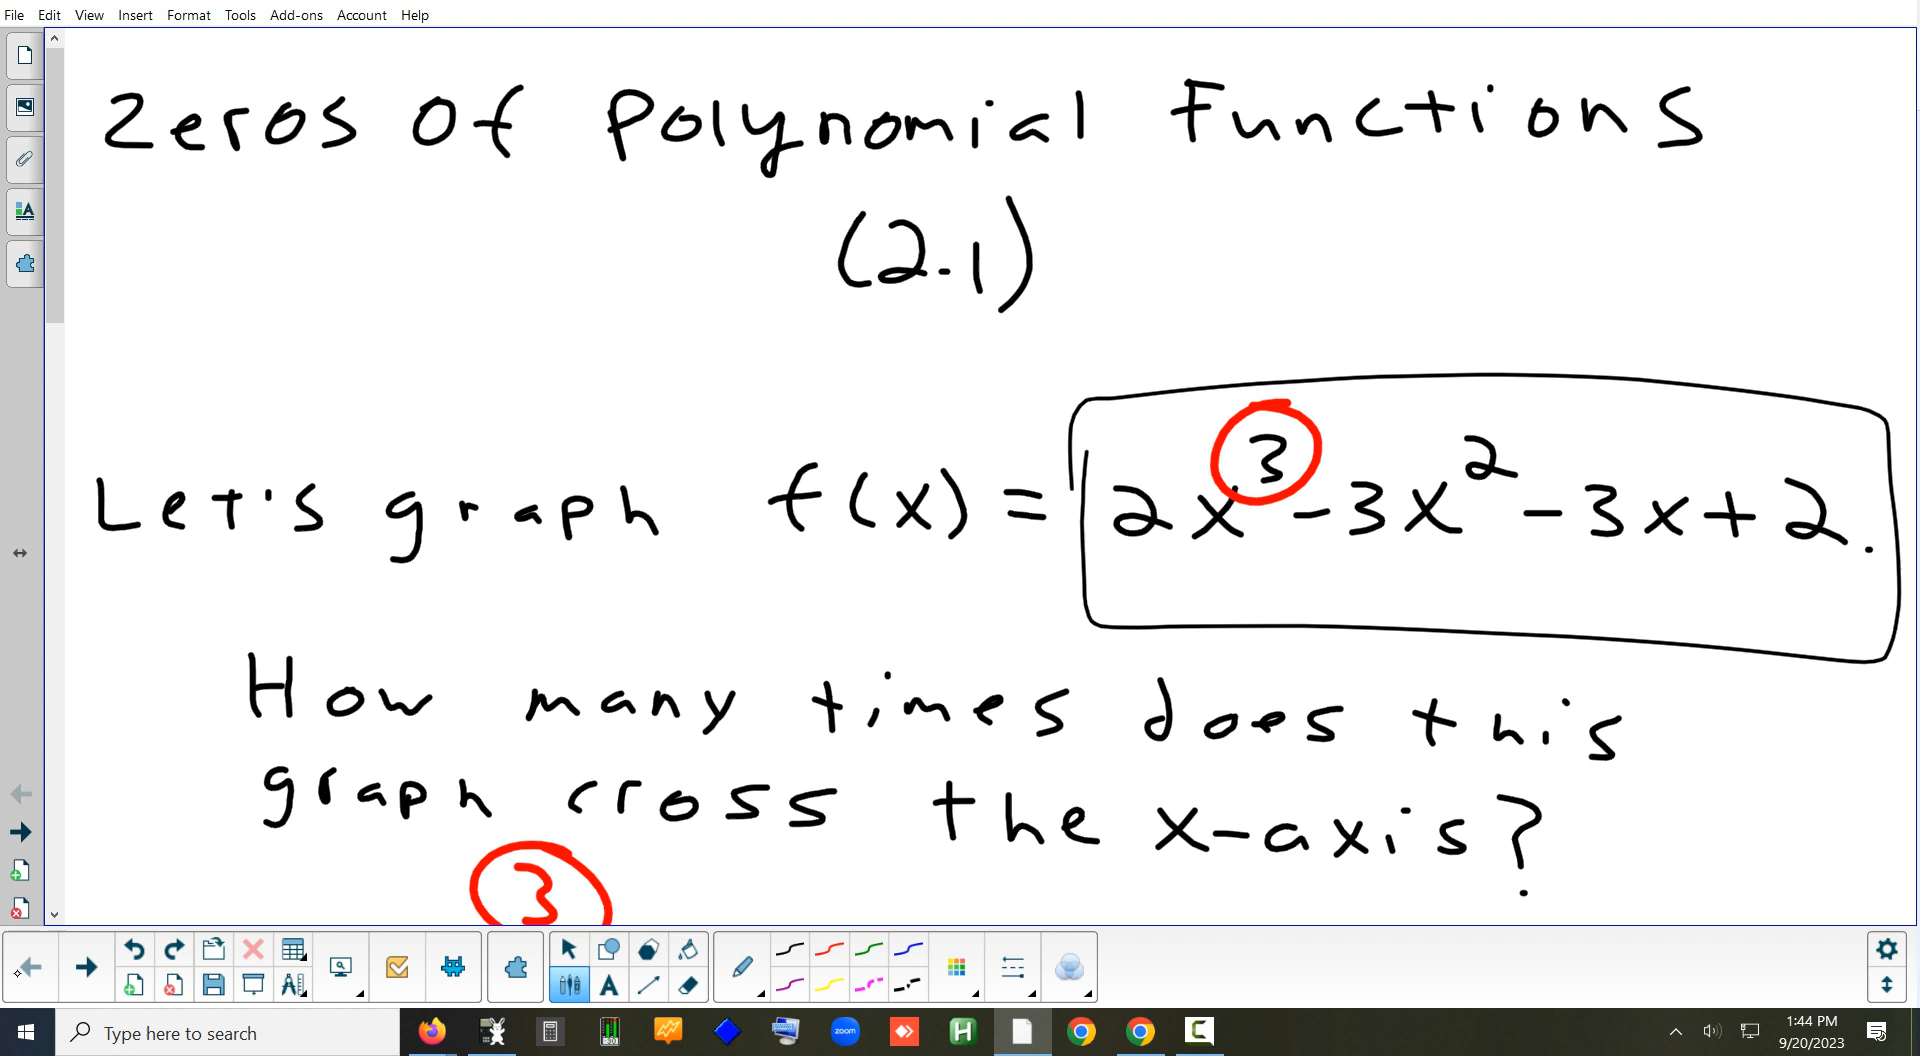 File Edit View Insert Format Tools Add-ons Account Help
Zeros of Polynomial Functions
(2.1)
Let's graph f(x) = 2x³-3x²-3x+2.
How many times does this
graph cross the x-axis?
3
Type here to search
zoom
1:44 PM
9/20/2023